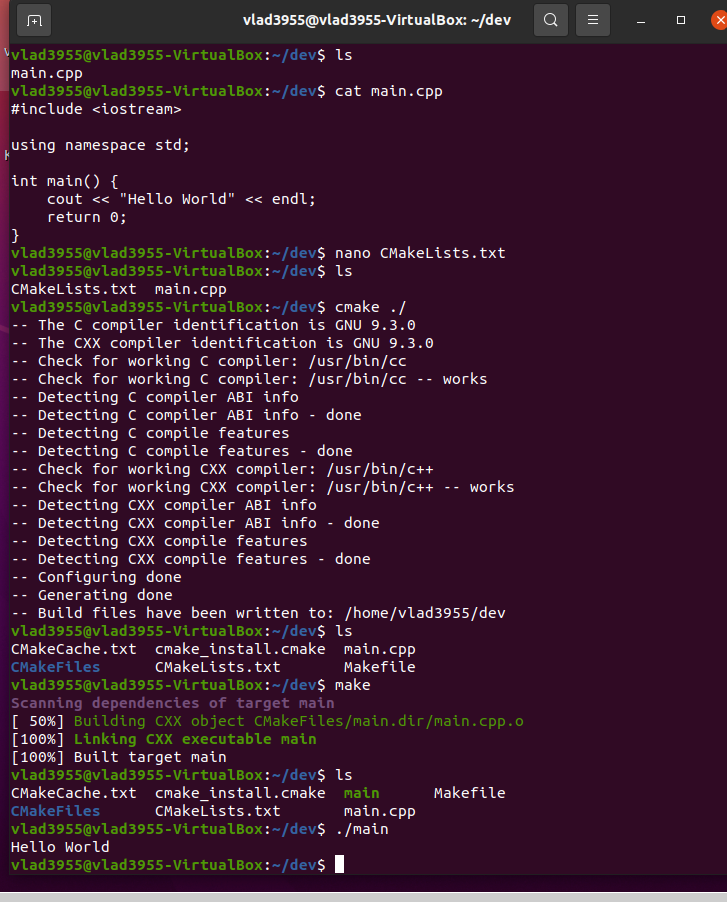 vlad3955@vlad3955-VirtualBox: ~/dev
vlad3955@vlad3955-VirtualBox:~/dev$ ls
main.cpp
vlad3955@vlad3955-VirtualBox:~/dev$ cat main.cpp
#include <iostream>

using namespace std;

int main() {
    cout << "Hello World" << endl;
    return 0;
}
vlad3955@vlad3955-VirtualBox:~/dev$ nano CMakeLists.txt
vlad3955@vlad3955-VirtualBox:~/dev$ ls
CMakeLists.txt  main.cpp
vlad3955@vlad3955-VirtualBox:~/dev$ cmake ./
-- The C compiler identification is GNU 9.3.0
-- The CXX compiler identification is GNU 9.3.0
-- Check for working C compiler: /usr/bin/cc
-- Check for working C compiler: /usr/bin/cc -- works
-- Detecting C compiler ABI info
-- Detecting C compiler ABI info - done
-- Detecting C compile features
-- Detecting C compile features - done
-- Check for working CXX compiler: /usr/bin/c++
-- Check for working CXX compiler: /usr/bin/c++ -- works
-- Detecting CXX compiler ABI info
-- Detecting CXX compiler ABI info - done
-- Detecting CXX compile features
-- Detecting CXX compile features - done
-- Configuring done
-- Generating done
-- Build files have been written to: /home/vlad3955/dev
vlad3955@vlad3955-VirtualBox:~/dev$ ls
CMakeCache.txt  cmake_install.cmake  main.cpp
CMakeFiles      CMakeLists.txt       Makefile
vlad3955@vlad3955-VirtualBox:~/dev$ make
Scanning dependencies of target main
[ 50%] Building CXX object CMakeFiles/main.dir/main.cpp.o
[100%] Linking CXX executable main
[100%] Built target main
vlad3955@vlad3955-VirtualBox:~/dev$ ls
CMakeCache.txt  cmake_install.cmake  main      Makefile
CMakeFiles      CMakeLists.txt       main.cpp
vlad3955@vlad3955-VirtualBox:~/dev$ ./main
Hello World
vlad3955@vlad3955-VirtualBox:~/dev$